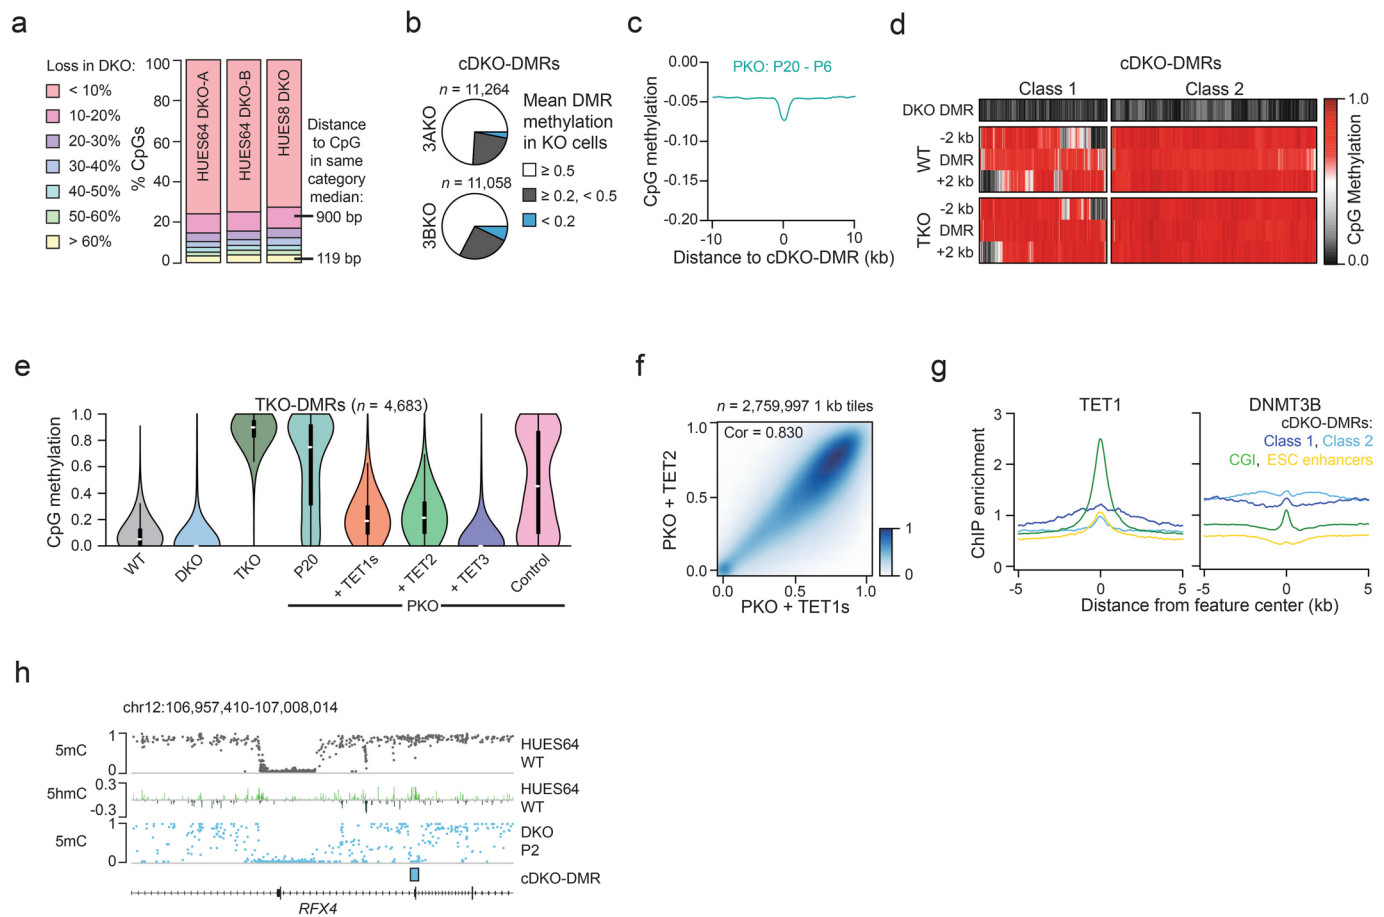 a
Loss in DKO:
< 10%
10-20%
20-30%
30-40%
40-50%
50-60%
> 60%
% CpGs
100
80
60
40
20
0
HUES64 DKO-A
HUES64 DKO-B
HUES8 DKO
Distance
to CpG
in same
category
median:
900 bp
119 bp
b
cDKO-DMRs
n = 11,264
3AKO
n = 11,058
3BKO
Mean DMR
methylation
in KO cells
≥ 0.5
≥ 0.2, < 0.5
< 0.2
c
CpG methylation
0.00
-0.05
-0.10
-0.15
-0.20
PKO: P20 - P6
-10
0
10
Distance to cDKO-DMR (kb)
d
cDKO-DMRs
Class 1
Class 2
DKO DMR
WT
-2 kb
DMR
+2 kb
TKO
-2 kb
DMR
+2 kb
1.0
0.0
CpG Methylation
e
TKO-DMRs (n = 4,683)
CpG methylation
1.0
0.8
0.6
0.4
0.2
0.0
WT
DKO
TKO
P20
+ TET1s
+ TET2
+ TET3
Control
PKO
f
n = 2,759,997 1 kb tiles
Cor = 0.830
PKO + TET2
1.0
0.5
0.0
0.0
0.5
1.0
PKO + TET1s
1
0
g
TET1
DNMT3B
cDKO-DMRs:
Class 1, Class 2
CGI, ESC enhancers
ChIP enrichment
3
2
1
0
-5
0
5
-5
0
5
Distance from feature center (kb)
h
chr12:106,957,410-107,008,014
5mC
1
0
HUES64
WT
5hmC
0.3
-0.3
HUES64
WT
5mC
1
0
DKO
P2
cDKO-DMR
RFX4